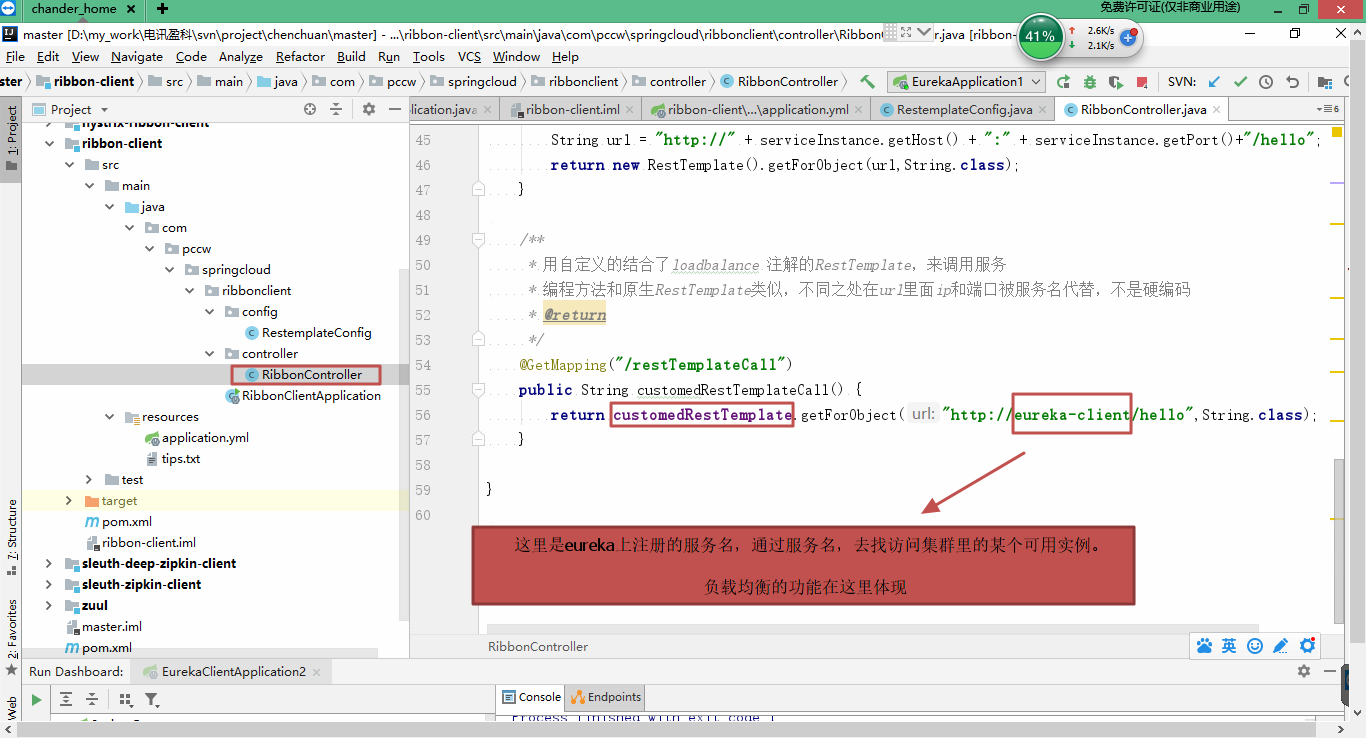 chander_home
免费许可证(仅非商业用途)
master [D:\my_work\电讯盈科\svn\project\chenchuan\master] - ...\ribbon-client\src\main\java\com\pccw\springcloud\ribbonclient\controller\Ribbon
r.java [ribbon-
41%
2.6K/s
2.1K/s
File Edit View Navigate Code Analyze Refactor Build Run Tools VCS Window Help
ster ribbon-client src main java com pccw springcloud ribbonclient controller RibbonController EurekaApplication1 SVN:
1: Project
Project
lication.java ribbon-client.iml ribbon-client\...\application.yml RestemplateConfig.java RibbonController.java
6
hystrix-ribbon-client
ribbon-client
src
main
java
com
pccw
springcloud
ribbonclient
config
RestemplateConfig
controller
RibbonController
RibbonClientApplication
resources
application.yml
tips.txt
test
target
pom.xml
ribbon-client.iml
sleuth-deep-zipkin-client
sleuth-zipkin-client
zuul
master.iml
pom.xml
7: Structure
2: Favorites
Web
45 String url = "http://" + serviceInstance.getHost() + ":" + serviceInstance.getPort()+"/hello";
46 return new RestTemplate().getForObject(url,String.class);
47 }
48
49 /**
50 * 用自定义的结合了loadbalance 注解的RestTemplate，来调用服务
51 * 编程方法和原生RestTemplate类似，不同之处在url里面ip和端口被服务名代替，不是硬编码
52 * @return
53 */
54 @GetMapping("/restTemplateCall")
55 public String customedRestTemplateCall() {
56 return customedRestTemplate.getForObject( url: "http://eureka-client/hello",String.class);
57 }
58
59 }
60
这里是eureka上注册的服务名，通过服务名，去找访问集群里的某个可用实例。
负载均衡的功能在这里体现
RibbonController
英
Run Dashboard: EurekaClientApplication2
Console Endpoints
Process finished with exit code 1